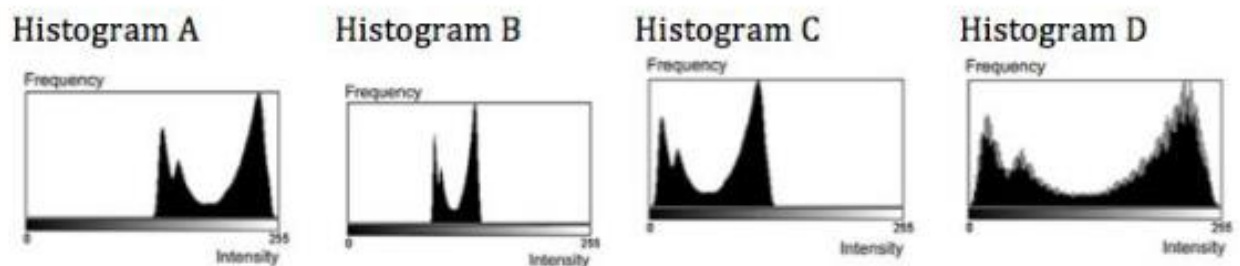 Histogram A
Frequency
0
255
Intensity
Histogram B
Frequency
0
255
Intensity
Histogram C
Frequency
0
255
Intensity
Histogram D
Frequency
0
255
Intensity